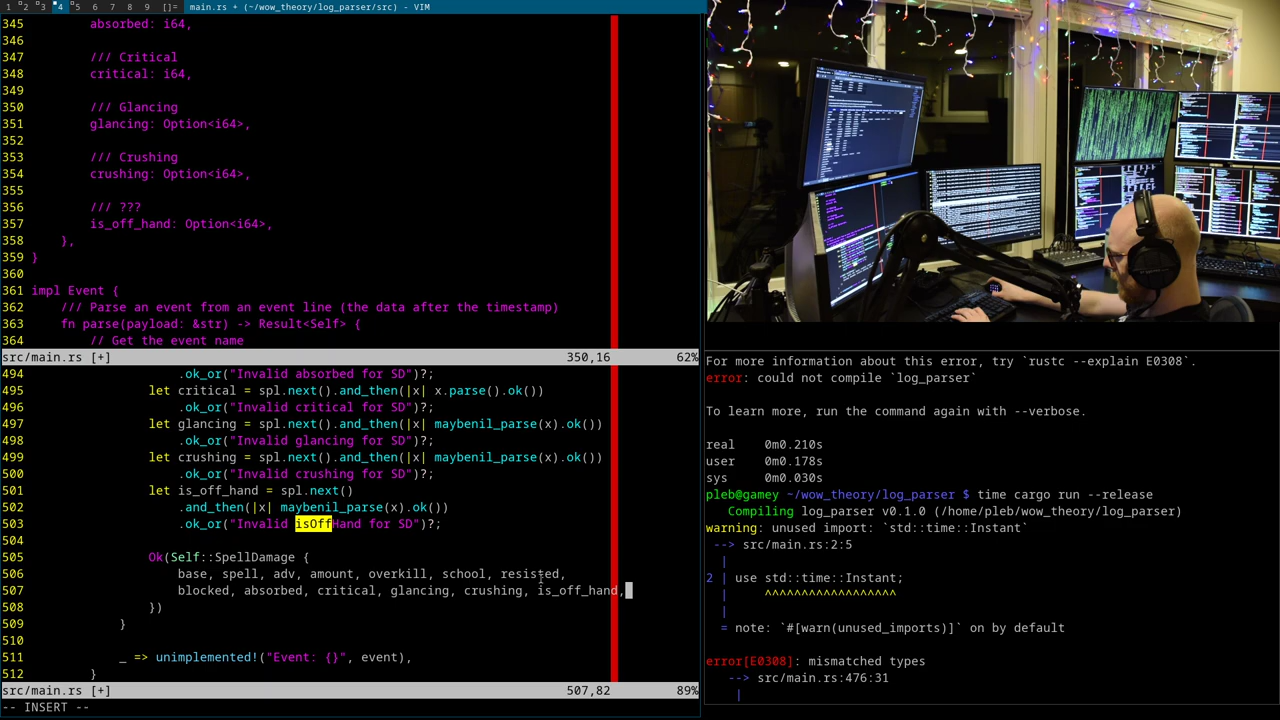 1 2 3 4 5 6 7 8 9 []= main.rs + (~/wow_theory/log_parser/src) - VIM
345 absorbed: i64,
346
347 /// Critical
348 critical: i64,
349
350 /// Glancing
351 glancing: Option<i64>,
352
353 /// Crushing
354 crushing: Option<i64>,
355
356 /// ???
357 is_off_hand: Option<i64>,
358 },
359 }
360
361 impl Event {
362 /// Parse an event from an event line (the data after the timestamp)
363 fn parse(payload: &str) -> Result<Self> {
364 // Get the event name
src/main.rs [+] 350,16 62%
494 .ok_or("Invalid absorbed for SD")?;
495 let critical = spl.next().and_then(|x| x.parse().ok())
496 .ok_or("Invalid critical for SD")?;
497 let glancing = spl.next().and_then(|x| maybenil_parse(x).ok())
498 .ok_or("Invalid glancing for SD")?;
499 let crushing = spl.next().and_then(|x| maybenil_parse(x).ok())
500 .ok_or("Invalid crushing for SD")?;
501 let is_off_hand = spl.next()
502 .and_then(|x| maybenil_parse(x).ok())
503 .ok_or("Invalid isOffHand for SD")?;
504
505 Ok(Self::SpellDamage {
506 base, spell, adv, amount, overkill, school, resisted,
507 blocked, absorbed, critical, glancing, crushing, is_off_hand,
508 })
509 }
510
511 _ => unimplemented!("Event: {}", event),
512 }
src/main.rs [+] 507,82 89%
-- INSERT --
For more information about this error, try `rustc --explain E0308`.
error: could not compile `log_parser`
To learn more, run the command again with --verbose.
real 0m0.210s
user 0m0.178s
sys 0m0.030s
pleb@gamey ~/wow_theory/log_parser $ time cargo run --release
Compiling log_parser v0.1.0 (/home/pleb/wow_theory/log_parser)
warning: unused import: `std::time::Instant`
--> src/main.rs:2:5
|
2 | use std::time::Instant;
| ^^^^^^^^^^^^^^^^^^
|
= note: `#[warn(unused_imports)]` on by default
error[E0308]: mismatched types
--> src/main.rs:476:31
|